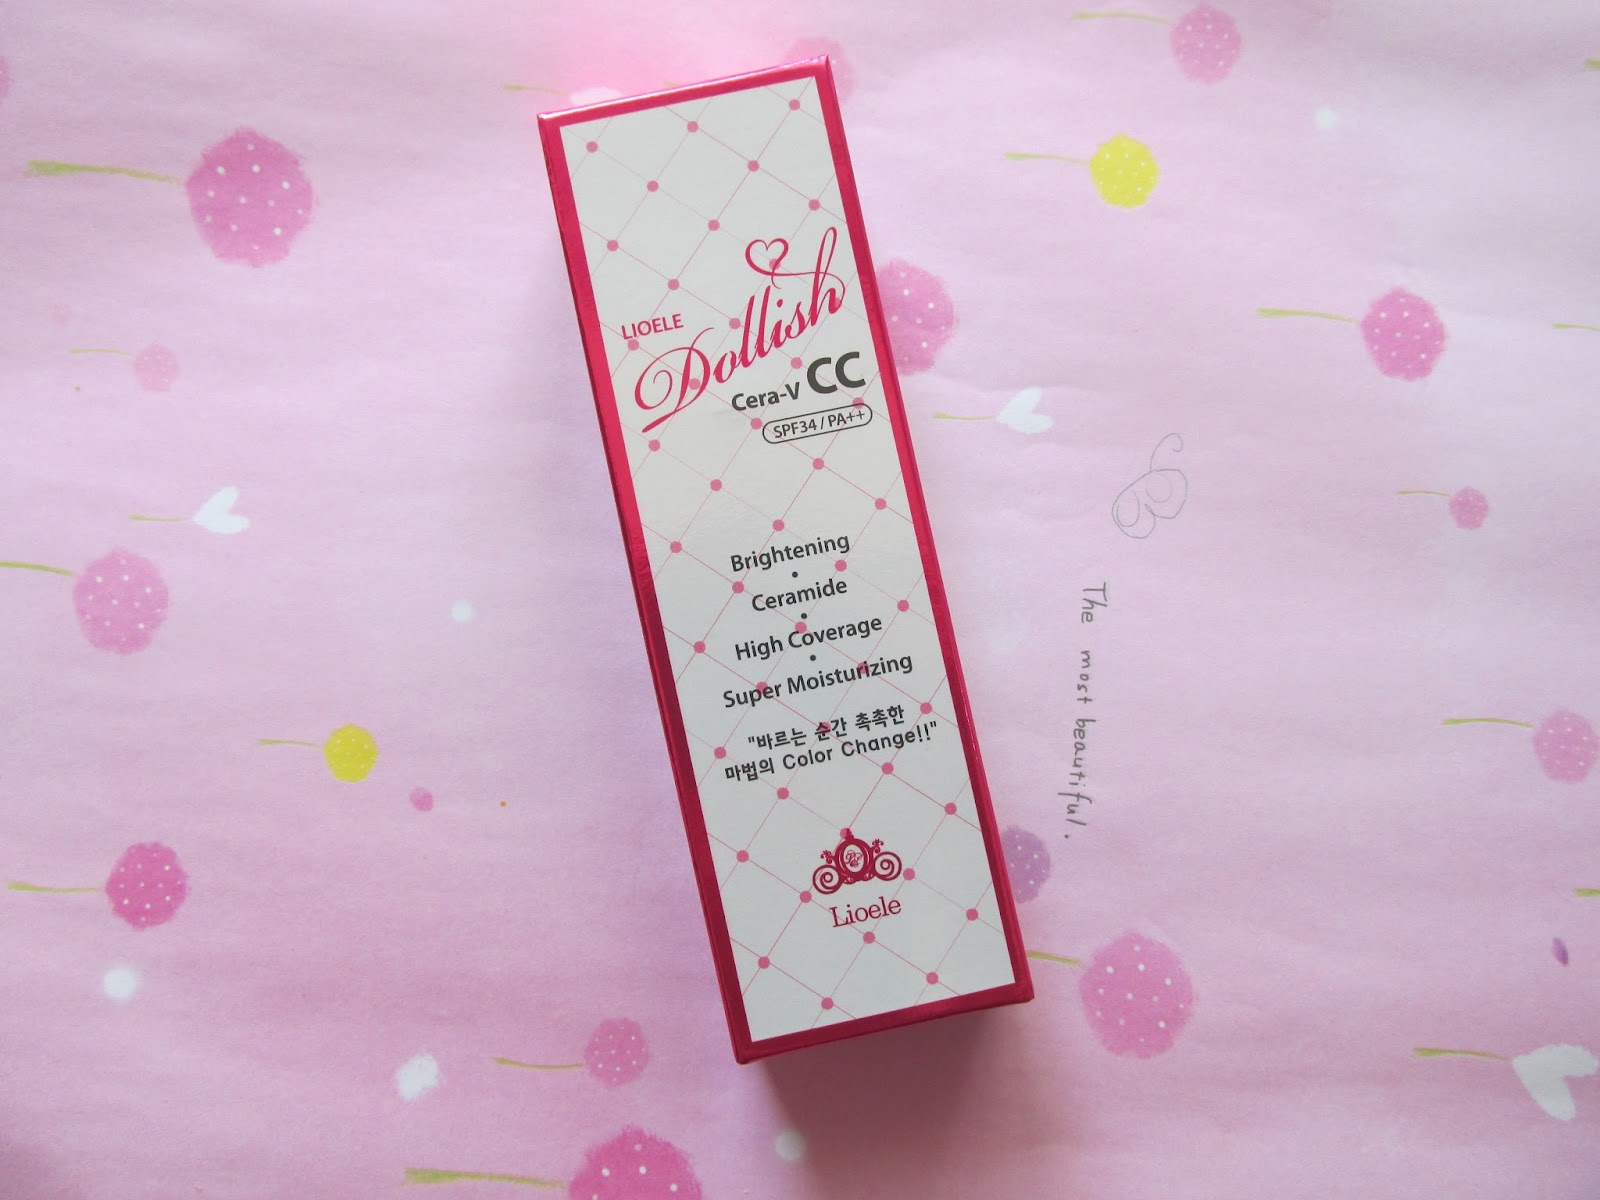 LIOELE
Dollish
Cera-V CC
SPF34 / PA++
Brightening
•
Ceramide
•
High Coverage
•
Super Moisturizing
"바르는 순간 촉촉한
마법의 Color Change!!"
Lioele
The most beautiful.